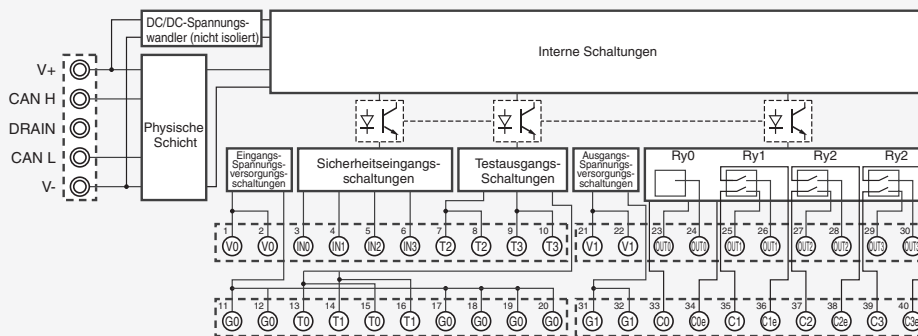 DC/DC-Spannungs-
wandler (nicht isoliert)
Interne Schaltungen
V+
CAN H
DRAIN
CAN L
V-
Physische
Schicht
Eingangs-
Spannungs-
versorgungs-
schaltungen
Sicherheitseingangs-
schaltungen
Testausgangs-
Schaltungen
Ausgangs-
Spannungs-
versorgungs-
schaltungen
Ry0 Ry1 Ry2 Ry2
1 2 3 4 5 6 7 8 9 10 21 22 23 24 25 26 27 28 29 30
V0 V0 IN0 IN1 IN2 IN3 T2 T2 T3 T3 V1 V1 OUT0 OUT0 OUT1 OUT1 OUT2 OUT2 OUT3 OUT3
11 12 13 14 15 16 17 18 19 20 31 32 33 34 35 36 37 38 39 40
G0 G0 T0 T1 T0 T1 G0 G0 G0 G0 G1 G1 C0 C0e C1 C1e C2 C2e C3 C3e